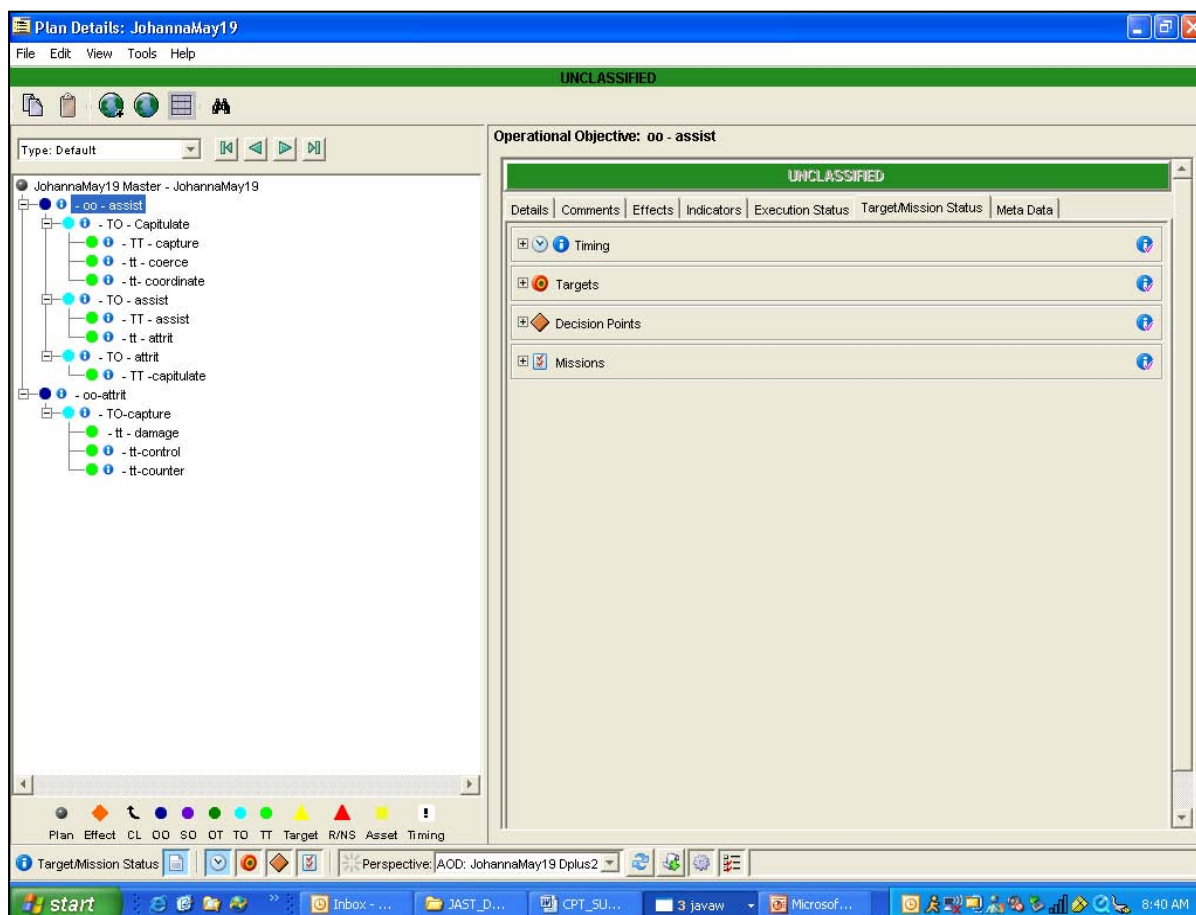 Plan Details: JohannaMay19
File Edit View Tools Help
UNCLASSIFIED
Type: Default
Operational Objective: oo - assist
JohannaMay19 Master - JohannaMay19
- oo - assist
- TO - Capitulate
- TT - capture
- tt - coerce
- tt- coordinate
- TO - assist
- TT - assist
- tt - attrit
- TO - attrit
- TT -capitulate
- oo-attrit
- TO-capture
- tt - damage
- tt-control
- tt-counter
UNCLASSIFIED
Details Comments Effects Indicators Execution Status Target/Mission Status Meta Data
Timing
Targets
Decision Points
Missions
Plan Effect CL OO SO OT TO TT Target R/NS Asset Timing
Target/Mission Status Perspective: AOD: JohannaMay19 Dplus2
start Inbox - ... JAST_D... CPT_SU... 3 javaw Microsof... 8:40 AM